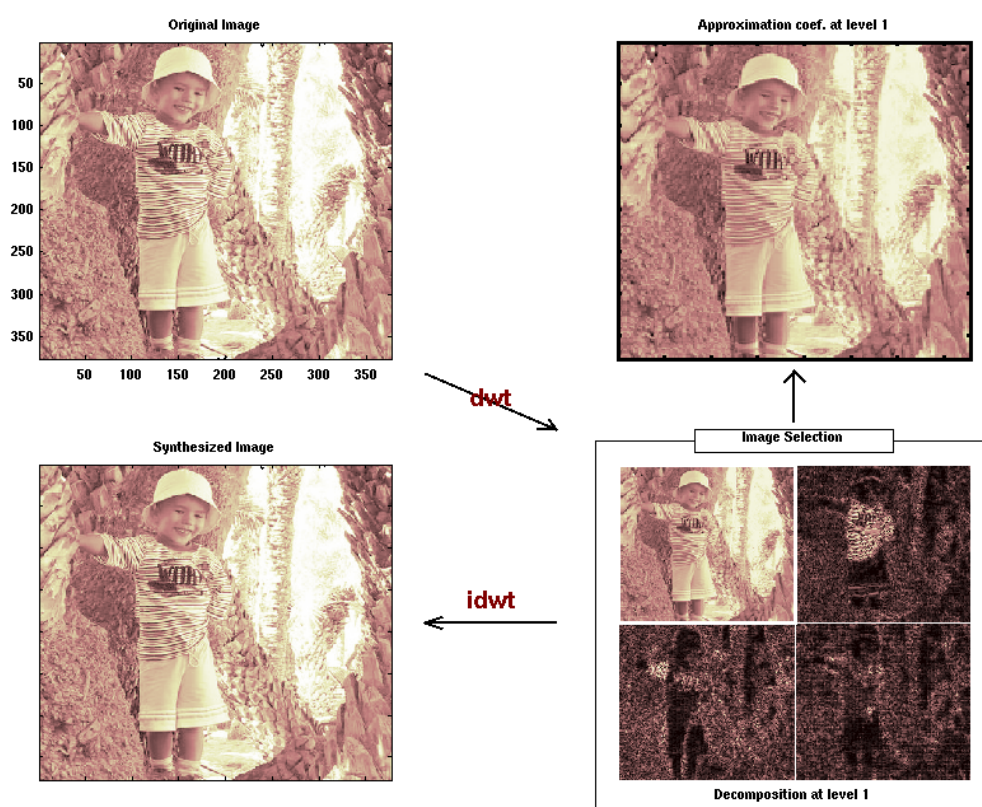 Original Image
50
100
150
200
250
300
350
50 100 150 200 250 300 350
Approximation coef. at level 1
dwt
Synthesized Image
idwt
Image Selection
Decomposition at level 1